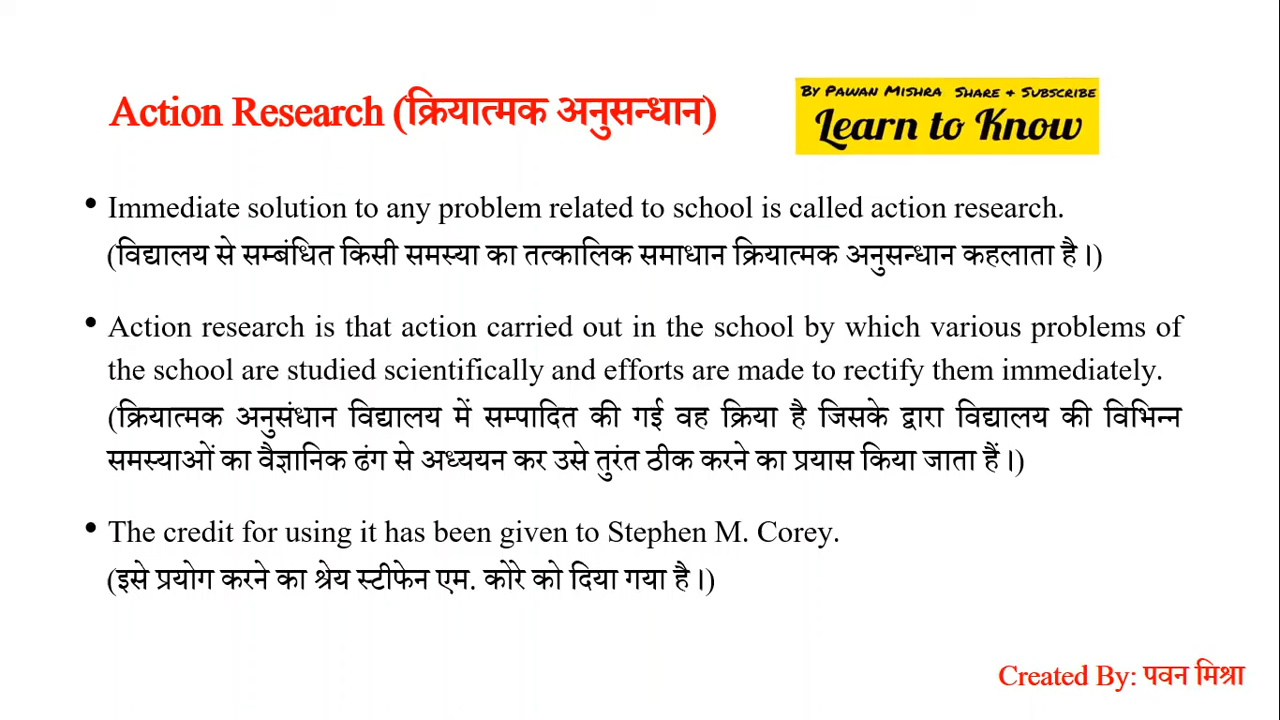 Action Research (क्रियात्मक अनुसन्धान)
By Pawan Mishra Share + Subscribe
Learn to Know
• Immediate solution to any problem related to school is called action research.
(विद्यालय से सम्बंधित किसी समस्या का तत्कालिक समाधान क्रियात्मक अनुसन्धान कहलाता है।)
• Action research is that action carried out in the school by which various problems of
the school are studied scientifically and efforts are made to rectify them immediately.
(क्रियात्मक अनुसंधान विद्यालय में सम्पादित की गई वह क्रिया है जिसके द्वारा विद्यालय की विभिन्न
समस्याओं का वैज्ञानिक ढंग से अध्ययन कर उसे तुरंत ठीक करने का प्रयास किया जाता हैं।)
• The credit for using it has been given to Stephen M. Corey.
(इसे प्रयोग करने का श्रेय स्टीफेन एम. कोरे को दिया गया है।)
Created By: पवन मिश्रा